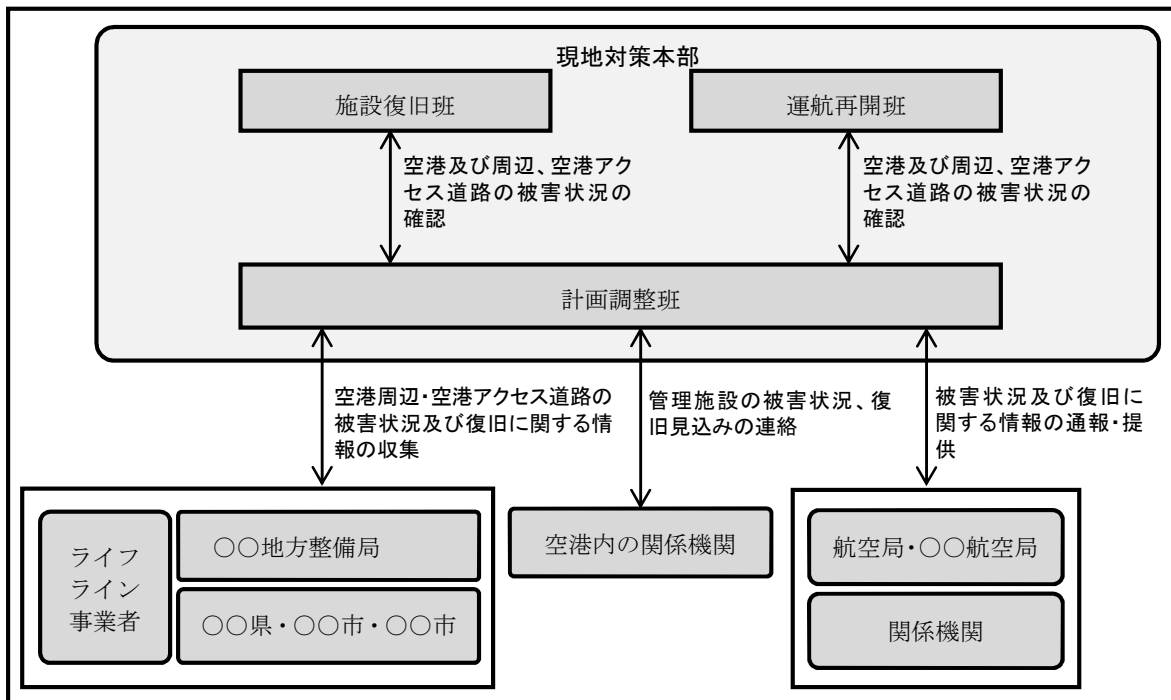 現地対策本部
施設復旧班
運航再開班
空港及び周辺、空港アク
セス道路の被害状況の
確認
空港及び周辺、空港アク
セス道路の被害状況の
確認
計画調整班
空港周辺・空港アクセス道路の
被害状況及び復旧に関する情
報の収集
管理施設の被害状況、復
旧見込みの連絡
被害状況及び復旧に
関する情報の通報・提
供
ライフ
ライン
事業者
○○地方整備局
○○県・○○市・○○市
空港内の関係機関
航空局・○○航空局
関係機関